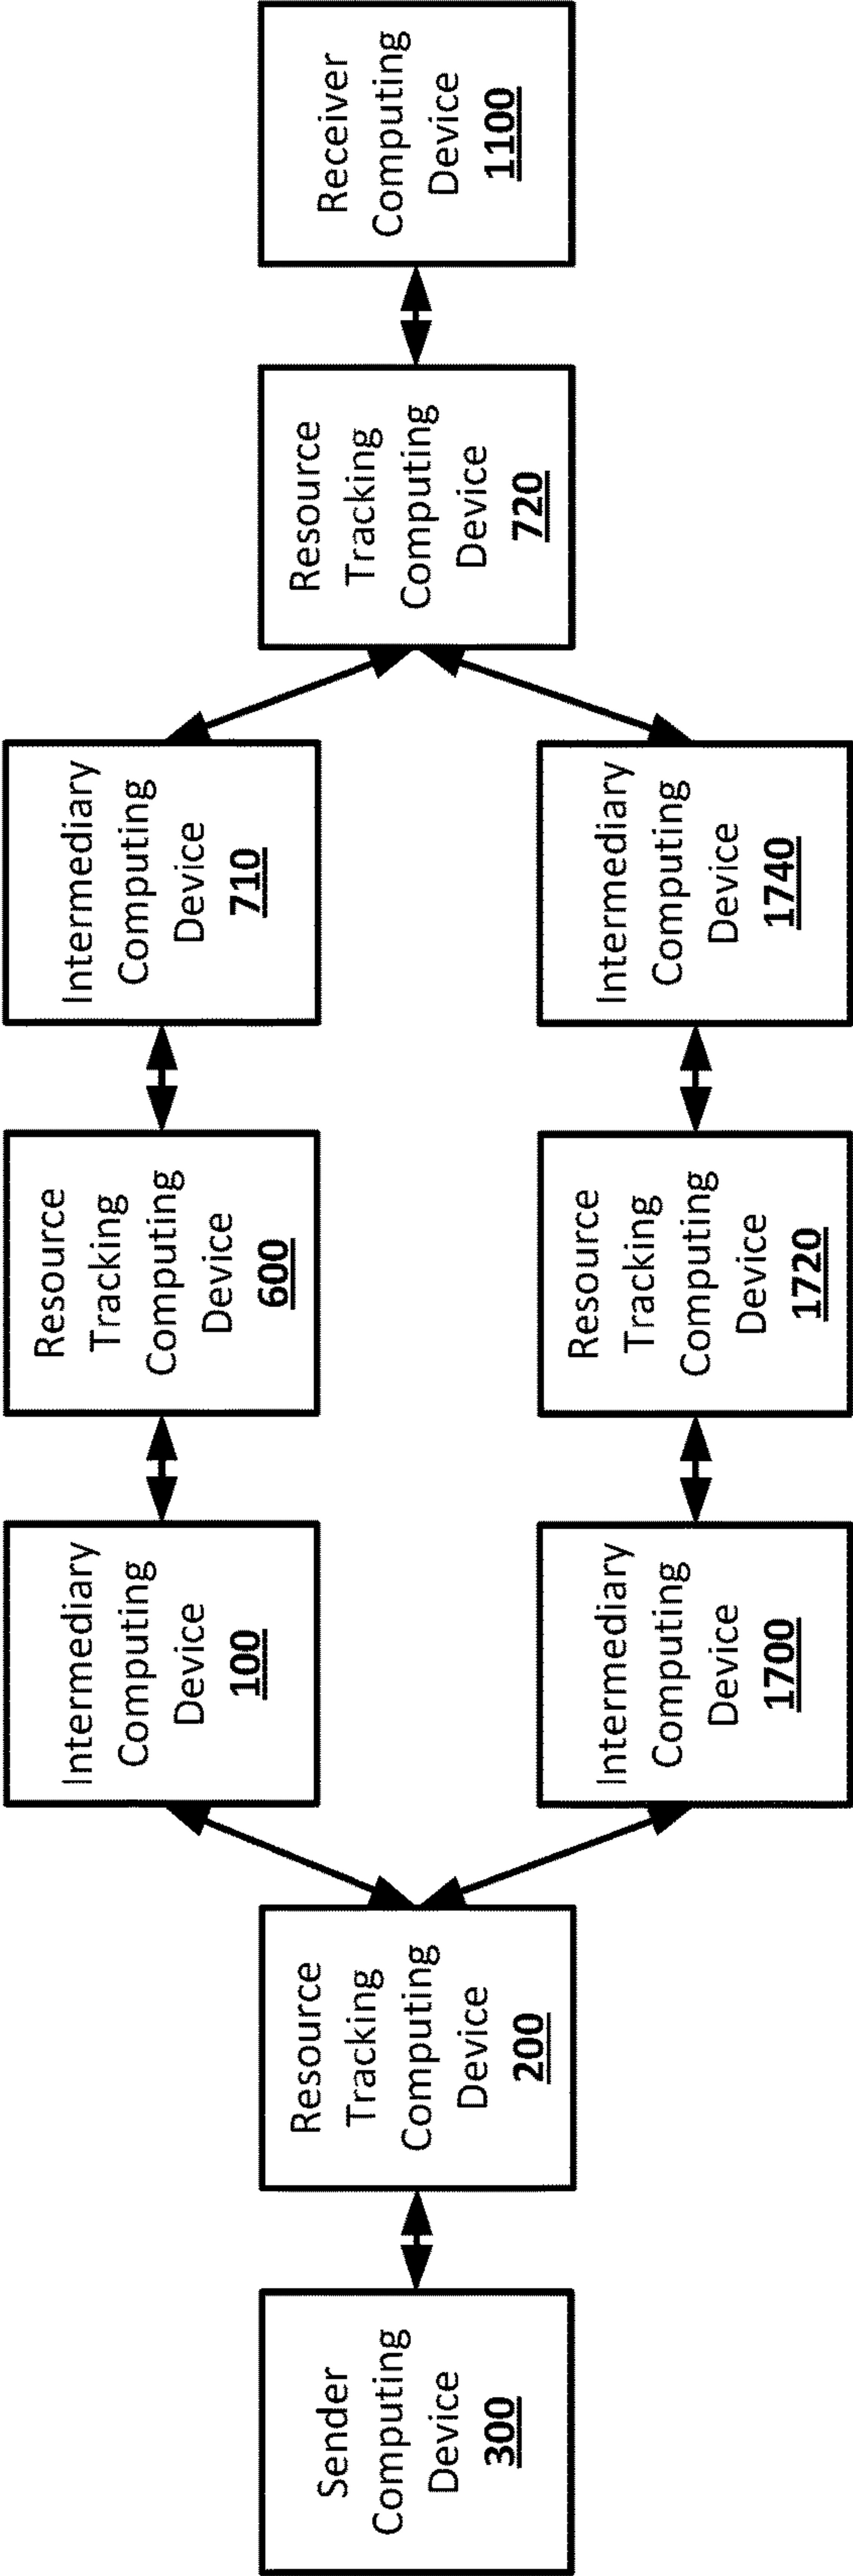 Sender
Computing
Device
300
Resource
Tracking
Computing
Device
200
Intermediary
Computing
Device
100
Resource
Tracking
Computing
Device
600
Intermediary
Computing
Device
710
Intermediary
Computing
Device
1700
Resource
Tracking
Computing
Device
1720
Intermediary
Computing
Device
1740
Resource
Tracking
Computing
Device
720
Receiver
Computing
Device
1100